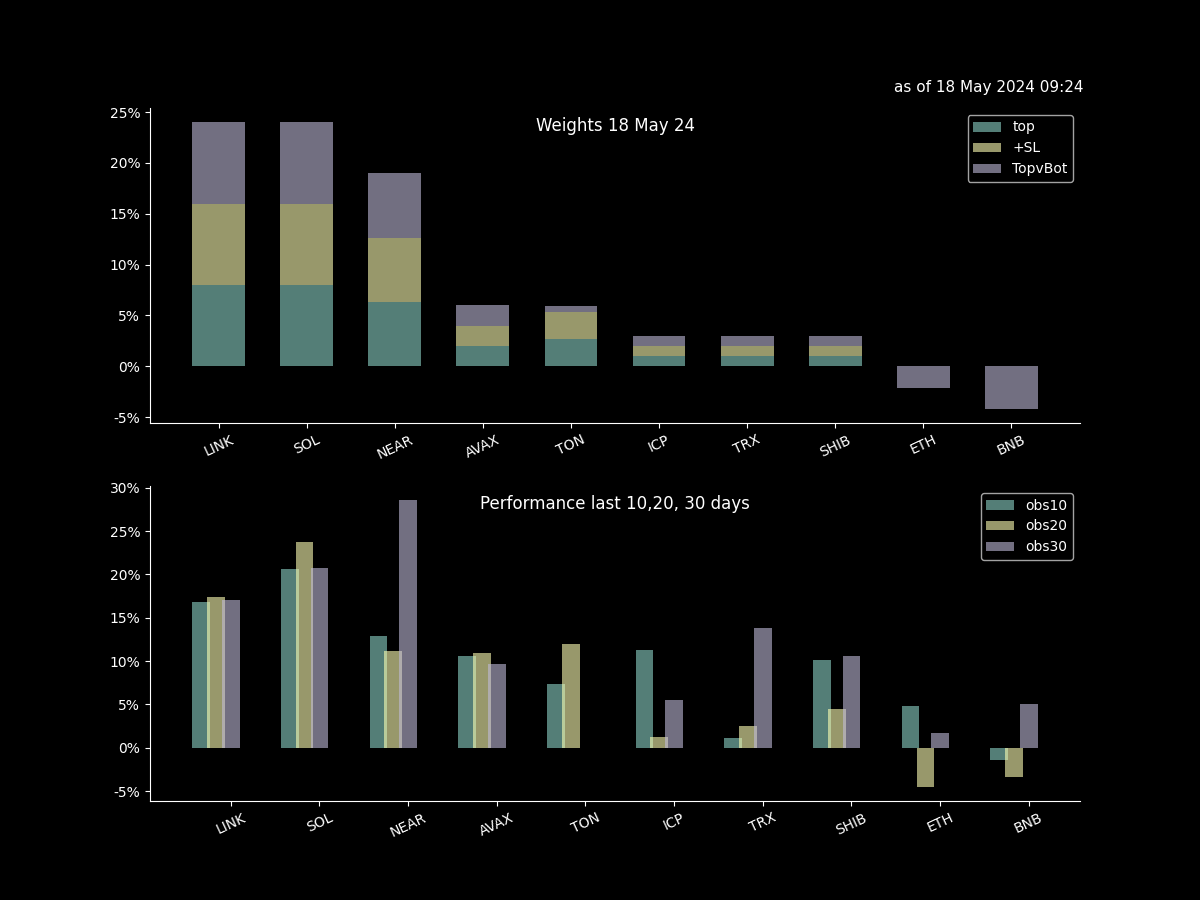 as of 18 May 2024 09:24
Weights 18 May 24
top
+SL
TopvBot
25%
20%
15%
10%
5%
0%
-5%
LINK SOL NEAR AVAX TON ICP TRX SHIB ETH BNB
Performance last 10,20, 30 days
obs10
obs20
obs30
30%
25%
20%
15%
10%
5%
0%
-5%
LINK SOL NEAR AVAX TON ICP TRX SHIB ETH BNB